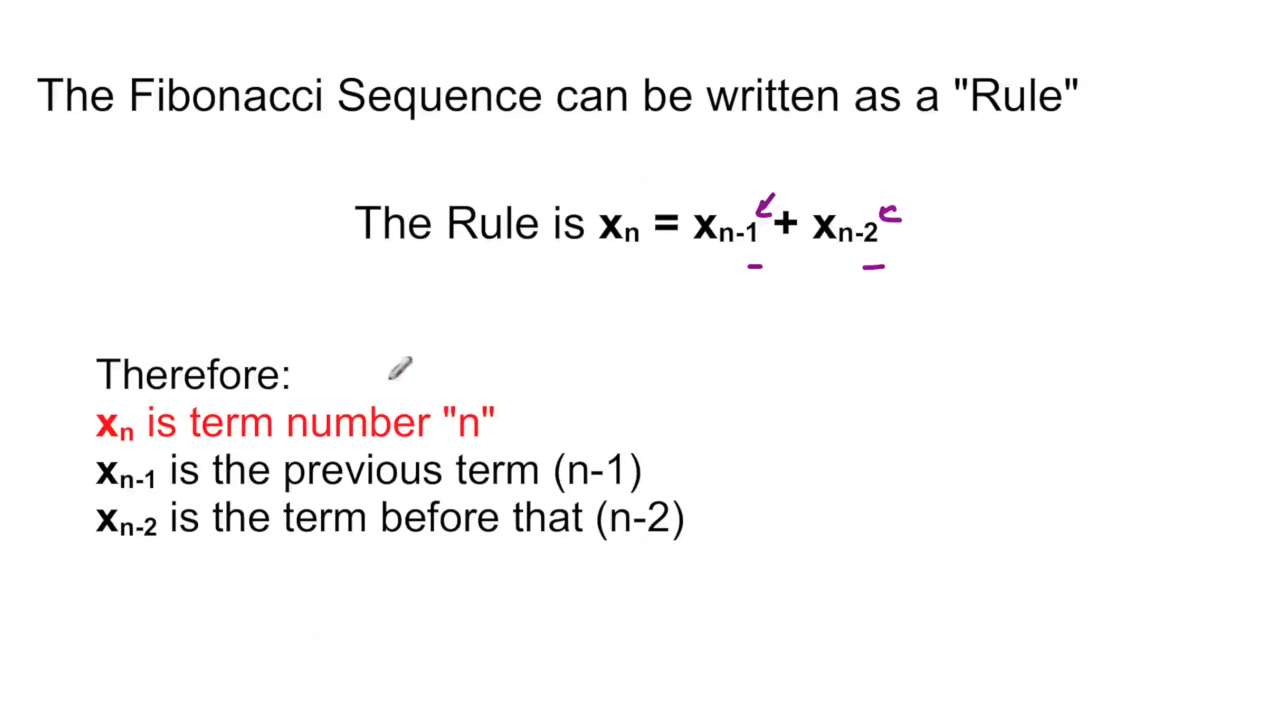 The Fibonacci Sequence can be written as a "Rule"
The Rule is xₙ = xₙ₋₁ + xₙ₋₂
Therefore:
xₙ is term number "n"
xₙ₋₁ is the previous term (n-1)
xₙ₋₂ is the term before that (n-2)